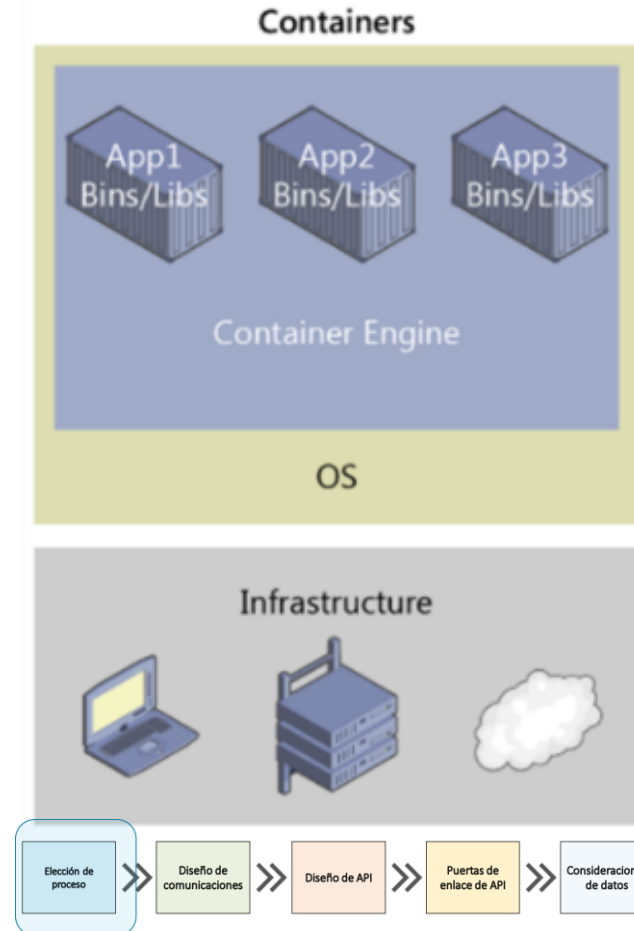 Containers
App1
Bins/Libs
App2
Bins/Libs
App3
Bins/Libs
Container Engine
OS
Infrastructure
Elección de
proceso
Diseño de
comunicaciones
Diseño de API
Puertas de
enlace de API
Consideracion
de datos